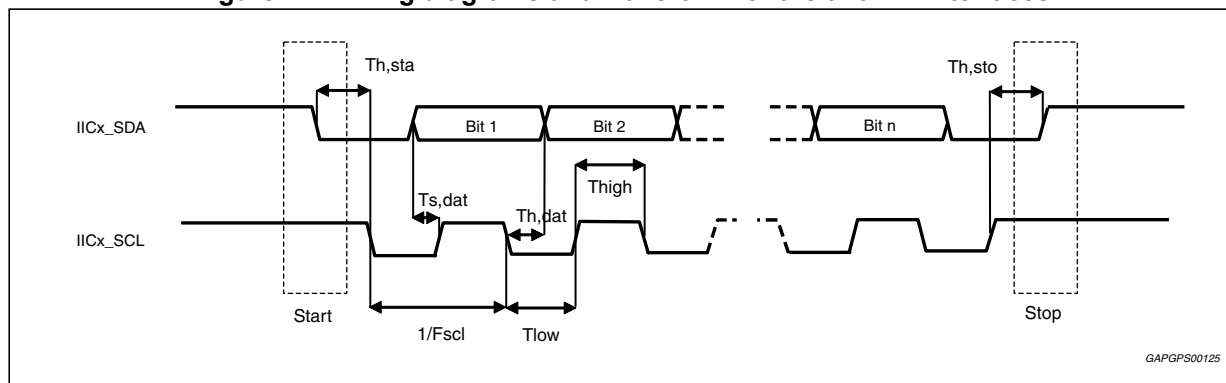 Th,sta
Th,sto
IICx_SDA
Bit 1
Bit 2
Bit n
Thigh
Ts,dat
Th,dat
IICx_SCL
Start
Stop
1/Fscl
Tlow
GAPGPS00125